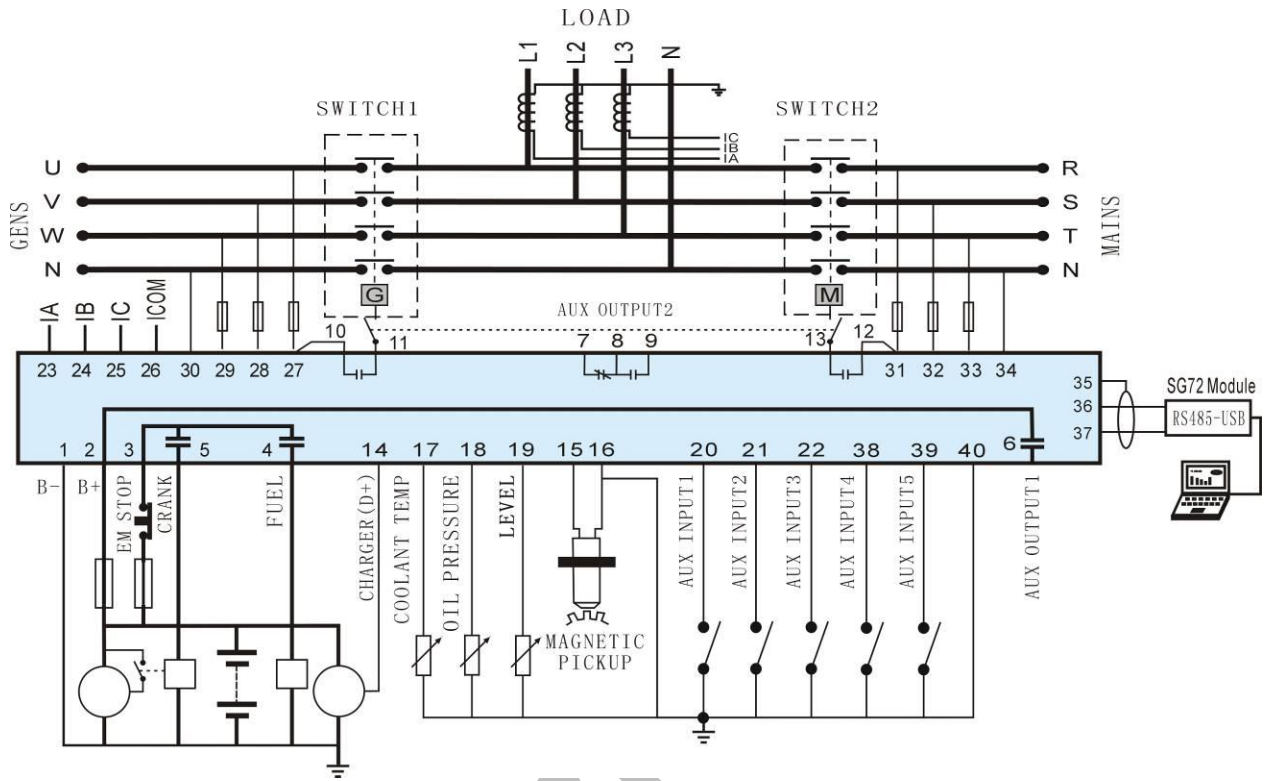 LOAD
L1 L2 L3 N
SWITCH1 SWITCH2
IC
IB
IA
U R
V S
W T
N N
GENS MAINS
G M
AUX OUTPUT2
IA IB IC ICOM
10 11 7 8 9 13 12
23 24 25 26 30 29 28 27 31 32 33 34
35
36
37
SG72 Module
RS485-USB
1 2 3 5 4 14 17 18 19 15 16 20 21 22 38 39 40 6
B- B+
EM STOP
CRANK
FUEL
CHARGER(D+)
COOLANT TEMP
OIL PRESSURE
LEVEL
MAGNETIC
PICKUP
AUX INPUT1
AUX INPUT2
AUX INPUT3
AUX INPUT4
AUX INPUT5
AUX OUTPUT1